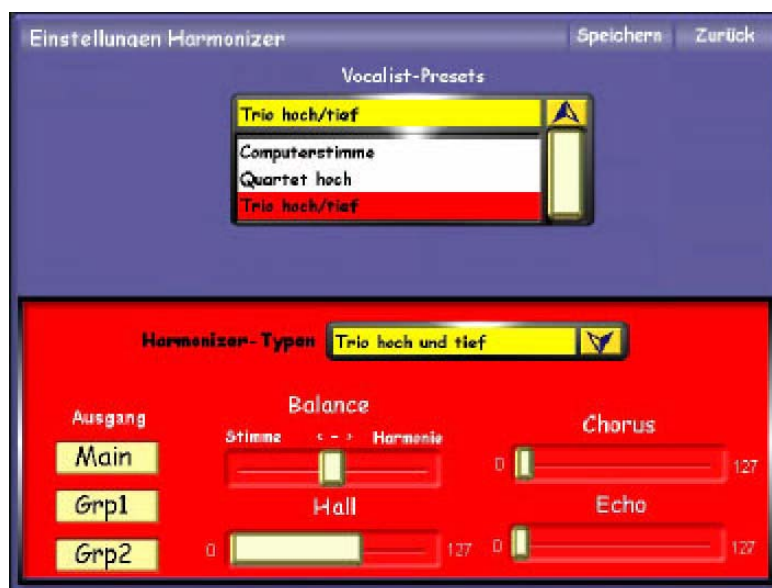 Einstellungen Harmonizer Speichern Zurück
Vocalist-Presets
Trio hoch/tief
Computerstimme
Quartet hoch
Trio hoch/tief
Harmonizer-Typen Trio hoch und tief
Ausgang
Main
Grp1
Grp2
Balance
Stimme < - > Harmonie
Hall
0 127
Chorus
0 127
Echo
0 127